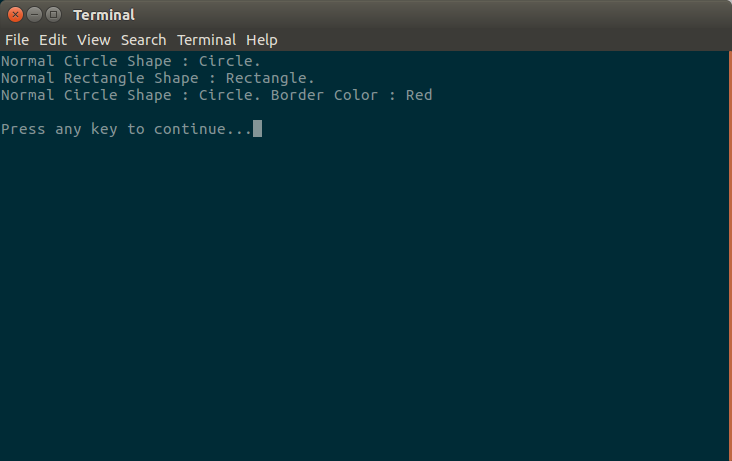 Terminal
File Edit View Search Terminal Help
Normal Circle Shape : Circle.
Normal Rectangle Shape : Rectangle.
Normal Circle Shape : Circle. Border Color : Red
Press any key to continue...